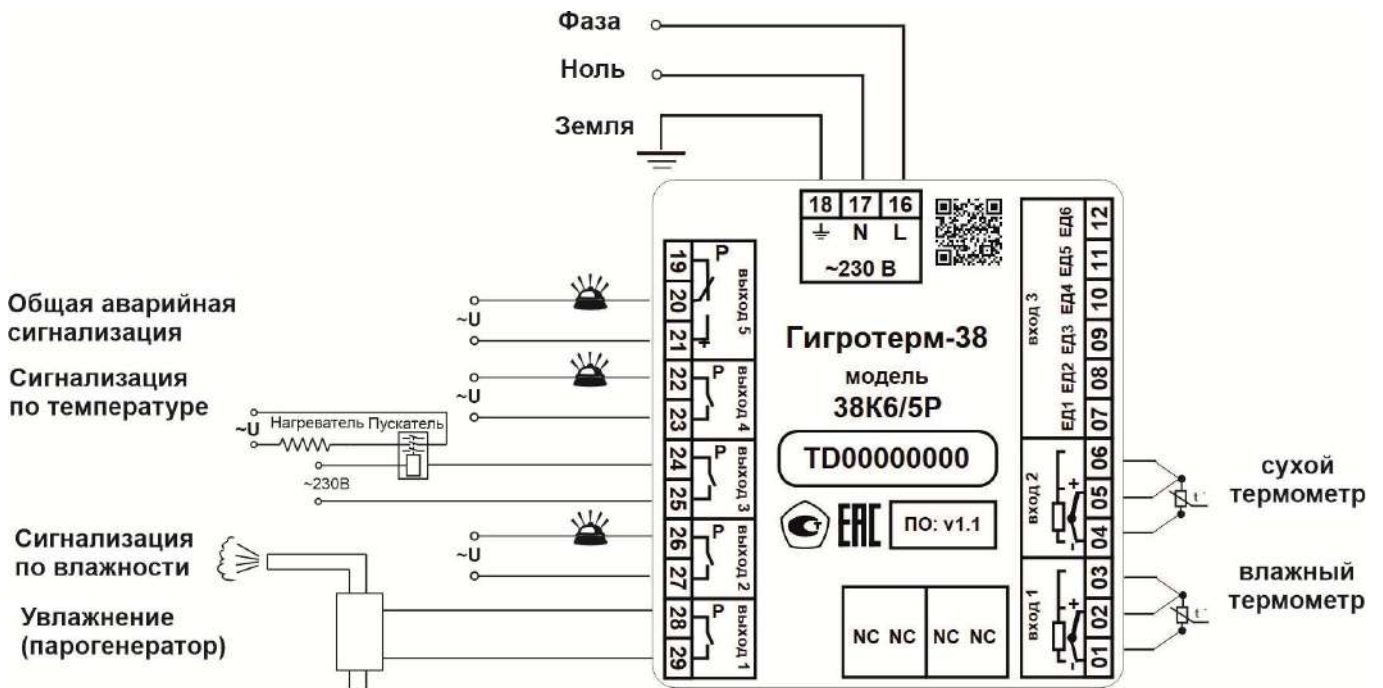 Фаза
Ноль
Земля
18 17 16
N L
~230 В
Общая аварийная
сигнализация
~U
Сигнализация
по температуре
~U
~U
Нагреватель Пускатель
~230В
Сигнализация
по влажности
~U
Увлажнение
(парогенератор)
19
20
21
P
выход 5
22
23
P
выход 4
24
25
P
выход 3
26
27
P
выход 2
28
29
P
выход 1
Гигротерм-38
модель
38К6/5Р
TD00000000
ЕАС
ПО: v1.1
NC NC NC NC
вход 3
ЕД6 12
ЕД5 11
ЕД4 10
ЕД3 09
ЕД2 08
ЕД1 07
вход 2
06
05
04
+
-
вход 1
03
02
01
+
-
сухой
термометр
t°
влажный
термометр
t°